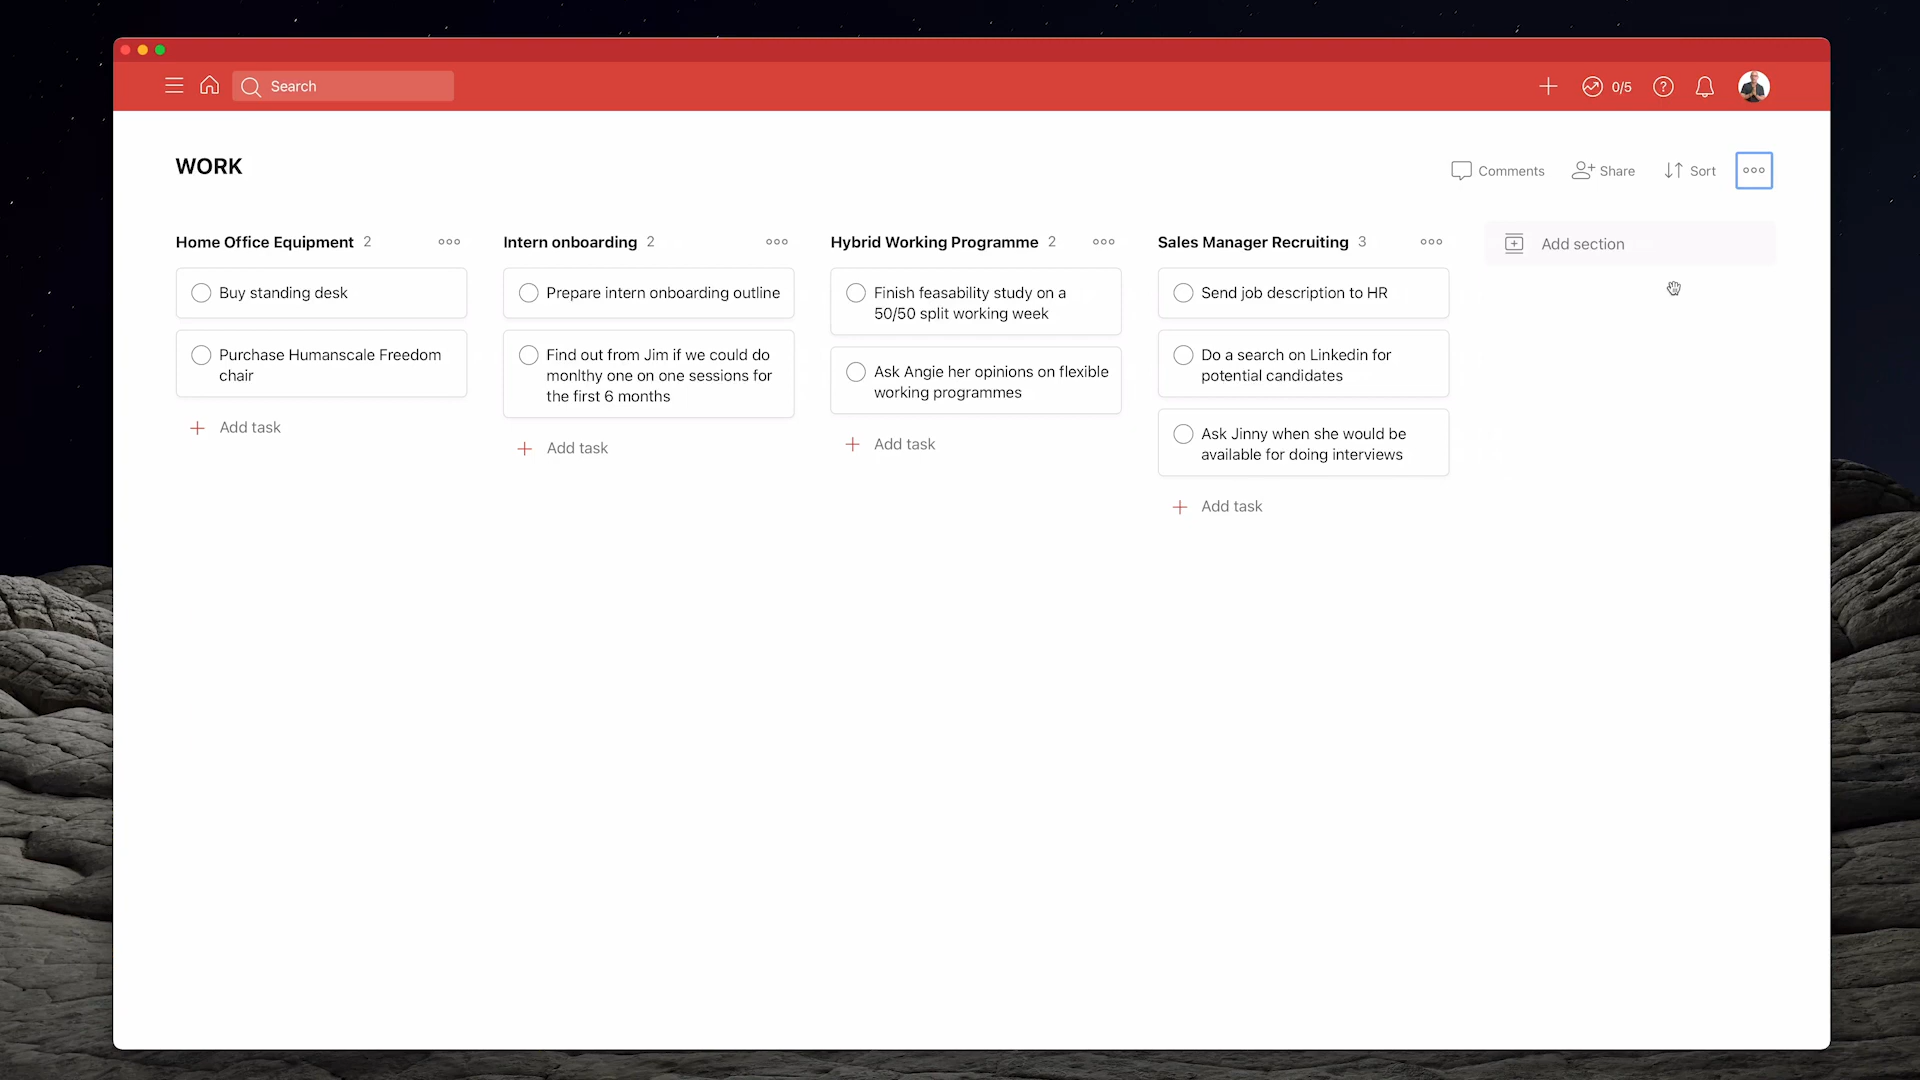 Search
0/5
WORK
Comments
Share
Sort
Home Office Equipment 2
Buy standing desk
Purchase Humanscale Freedom
chair
Add task
Intern onboarding 2
Prepare intern onboarding outline
Find out from Jim if we could do
monlthy one on one sessions for
the first 6 months
Add task
Hybrid Working Programme 2
Finish feasability study on a
50/50 split working week
Ask Angie her opinions on flexible
working programmes
Add task
Sales Manager Recruiting 3
Send job description to HR
Do a search on Linkedin for
potential candidates
Ask Jinny when she would be
available for doing interviews
Add task
Add section